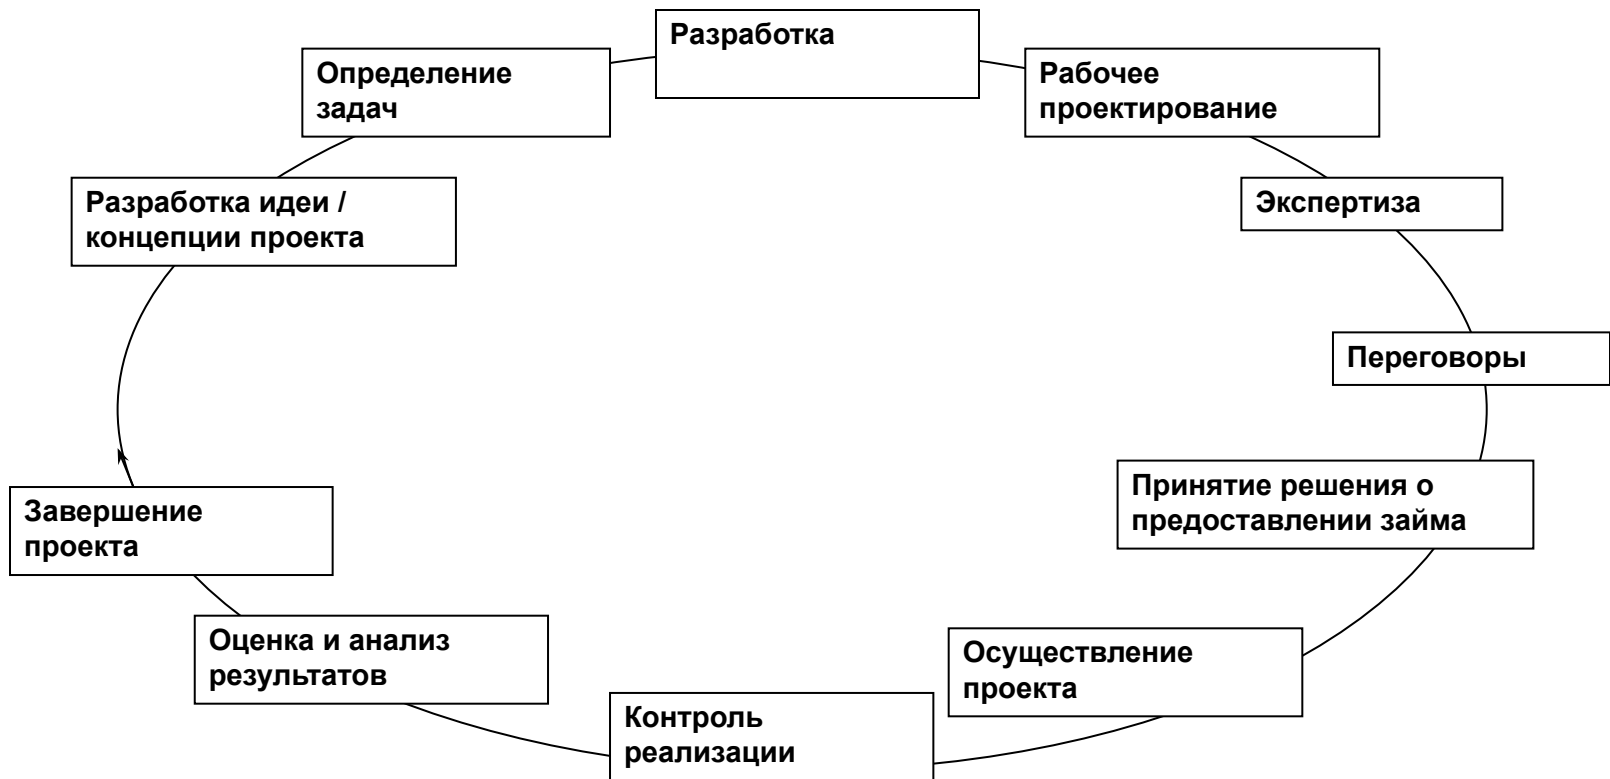 Разработка
Определение
задач
Рабочее
проектирование
Разработка идеи /
концепции проекта
Экспертиза
Переговоры
Принятие решения о
предоставлении займа
Завершение
проекта
Оценка и анализ
результатов
Осуществление
проекта
Контроль
реализации